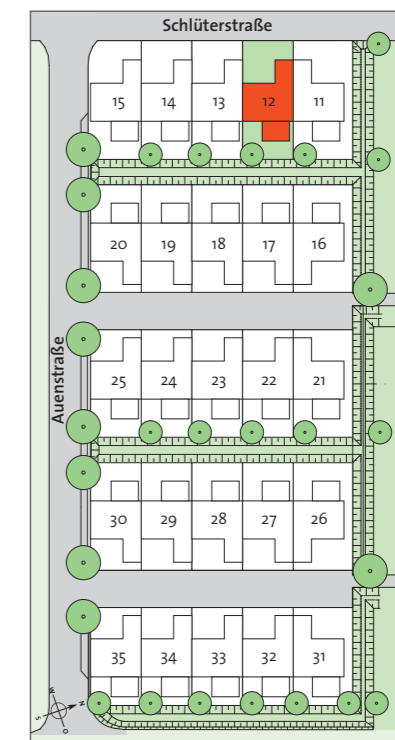 Schlüterstraße
15 14 13 12 11
20 19 18 17 16
Auenstraße
25 24 23 22 21
30 29 28 27 26
35 34 33 32 31
W
N
S
O